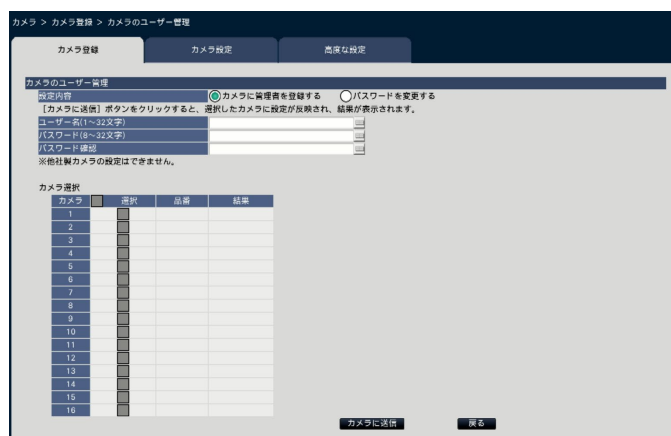 カメラ > カメラ登録 > カメラのユーザー管理
カメラ登録 カメラ設定 高度な設定
カメラのユーザー管理
設定内容 カメラに管理者を登録する パスワードを変更する
［カメラに送信］ボタンをクリックすると、選択したカメラに設定が反映され、結果が表示されます。
ユーザー名(1～32文字)
パスワード(8～32文字)
パスワード確認
※他社製カメラの設定はできません。
カメラ選択
カメラ 選択 品番 結果
1
2
3
4
5
6
7
8
9
10
11
12
13
14
15
16
カメラに送信 戻る